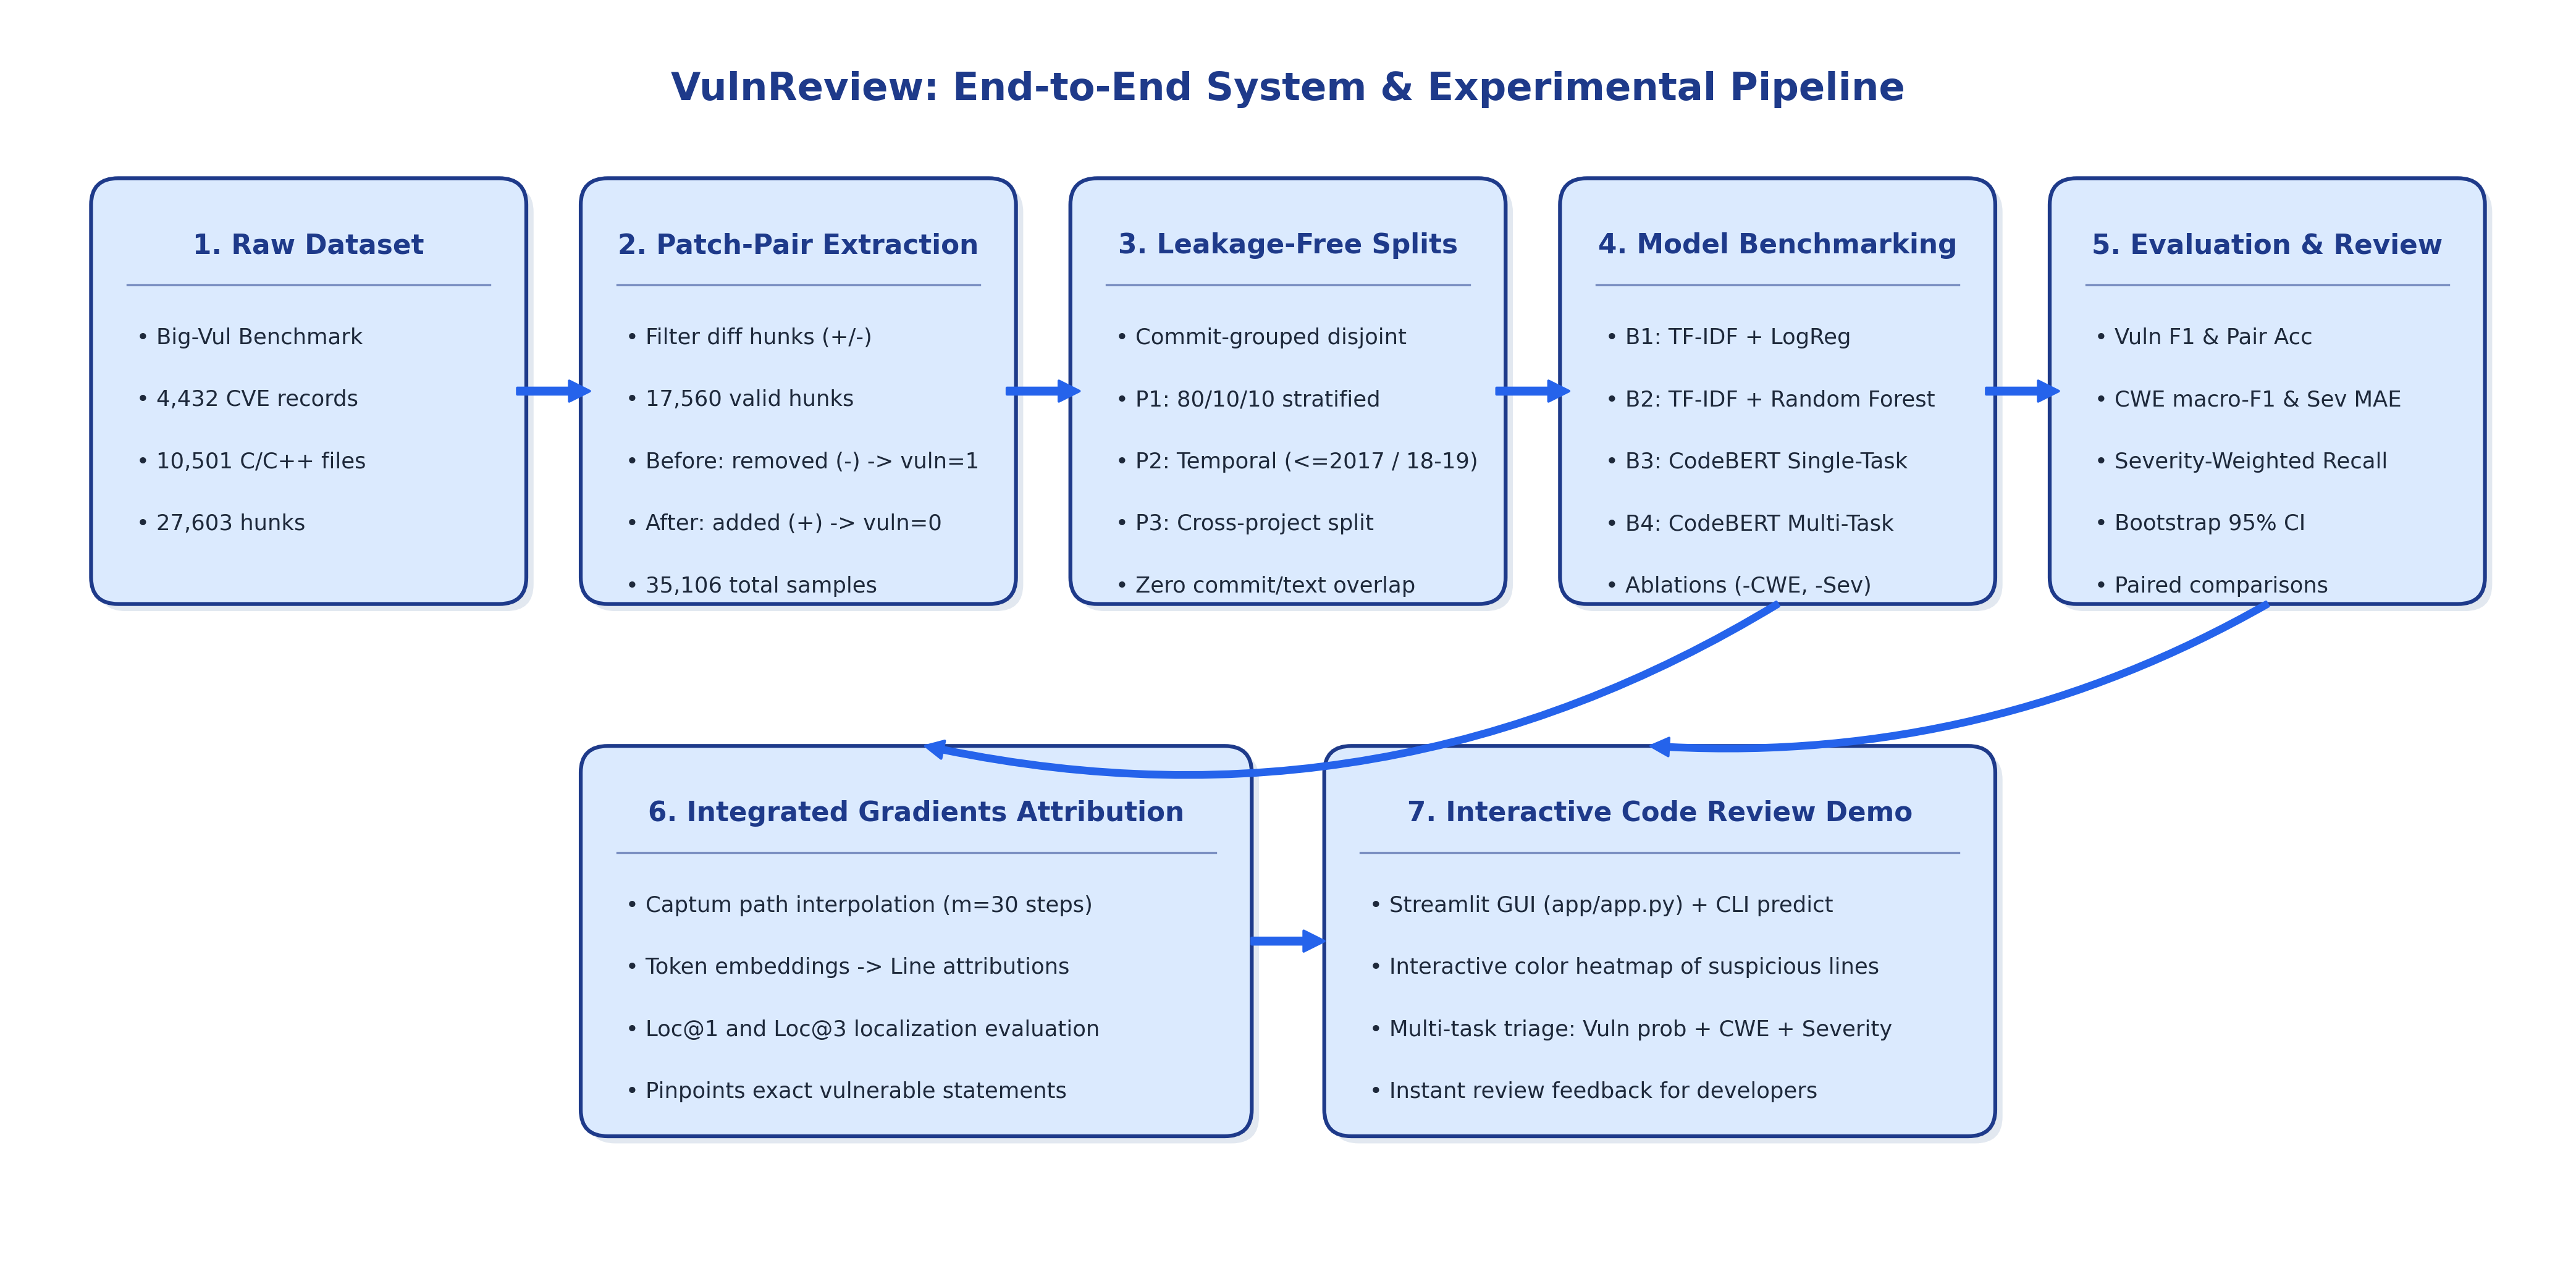 VulnReview: End-to-End System & Experimental Pipeline
1. Raw Dataset
• Big-Vul Benchmark
• 4,432 CVE records
• 10,501 C/C++ files
• 27,603 hunks
2. Patch-Pair Extraction
• Filter diff hunks (+/-)
• 17,560 valid hunks
• Before: removed (-) -> vuln=1
• After: added (+) -> vuln=0
• 35,106 total samples
3. Leakage-Free Splits
• Commit-grouped disjoint
• P1: 80/10/10 stratified
• P2: Temporal (<=2017 / 18-19)
• P3: Cross-project split
• Zero commit/text overlap
4. Model Benchmarking
• B1: TF-IDF + LogReg
• B2: TF-IDF + Random Forest
• B3: CodeBERT Single-Task
• B4: CodeBERT Multi-Task
• Ablations (-CWE, -Sev)
5. Evaluation & Review
• Vuln F1 & Pair Acc
• CWE macro-F1 & Sev MAE
• Severity-Weighted Recall
• Bootstrap 95% CI
• Paired comparisons
6. Integrated Gradients Attribution
• Captum path interpolation (m=30 steps)
• Token embeddings -> Line attributions
• Loc@1 and Loc@3 localization evaluation
• Pinpoints exact vulnerable statements
7. Interactive Code Review Demo
• Streamlit GUI (app/app.py) + CLI predict
• Interactive color heatmap of suspicious lines
• Multi-task triage: Vuln prob + CWE + Severity
• Instant review feedback for developers